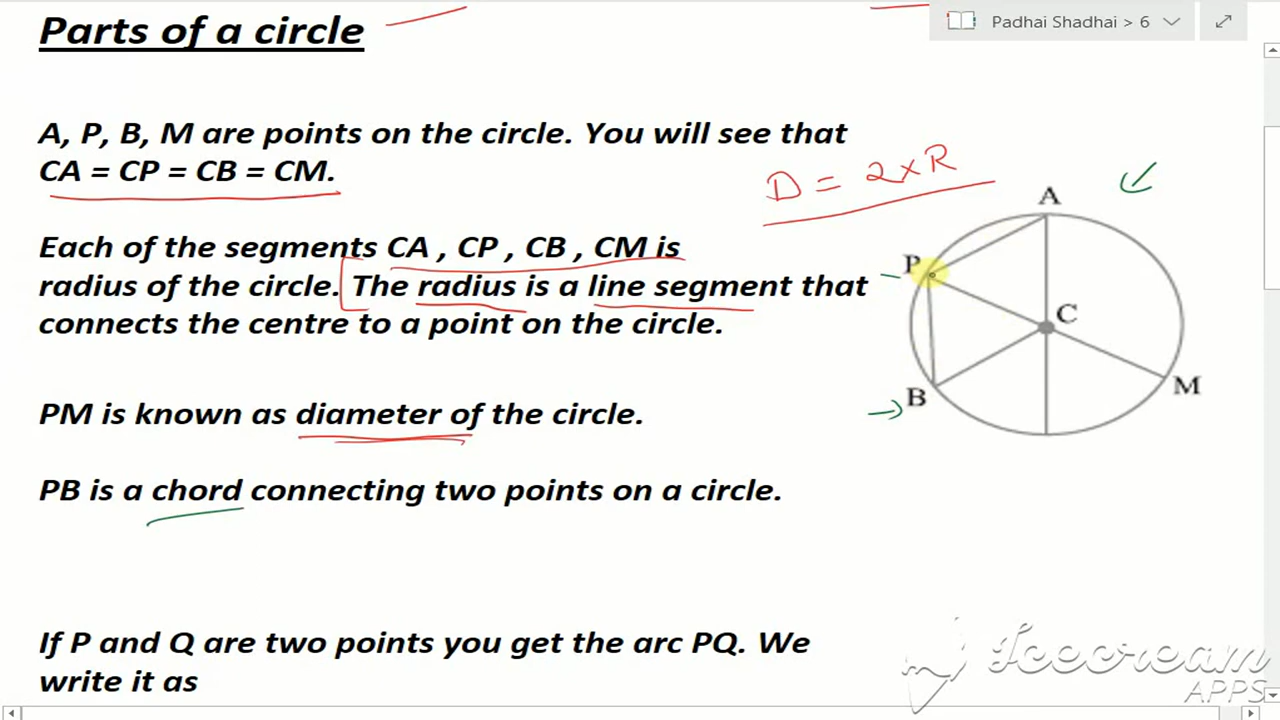 Parts of a circle
Padhai Shadhai > 6
A, P, B, M are points on the circle. You will see that
CA = CP = CB = CM.
D = 2 × R
Each of the segments CA , CP , CB , CM is
radius of the circle. The radius is a line segment that
connects the centre to a point on the circle.
A
P
C
B
M
PM is known as diameter of the circle.
PB is a chord connecting two points on a circle.
If P and Q are two points you get the arc PQ. We
write it as
Icecream
APPS